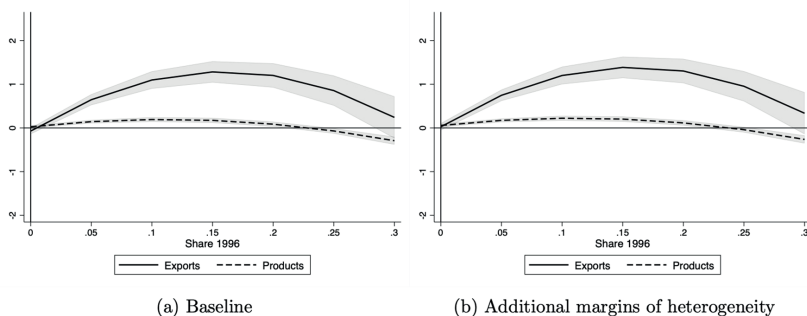 2
1
0
-1
-2
0 .05 .1 .15 .2 .25 .3
Share 1996
Exports Products
(a) Baseline
2
1
0
-1
-2
0 .05 .1 .15 .2 .25 .3
Share 1996
Exports Products
(b) Additional margins of heterogeneity